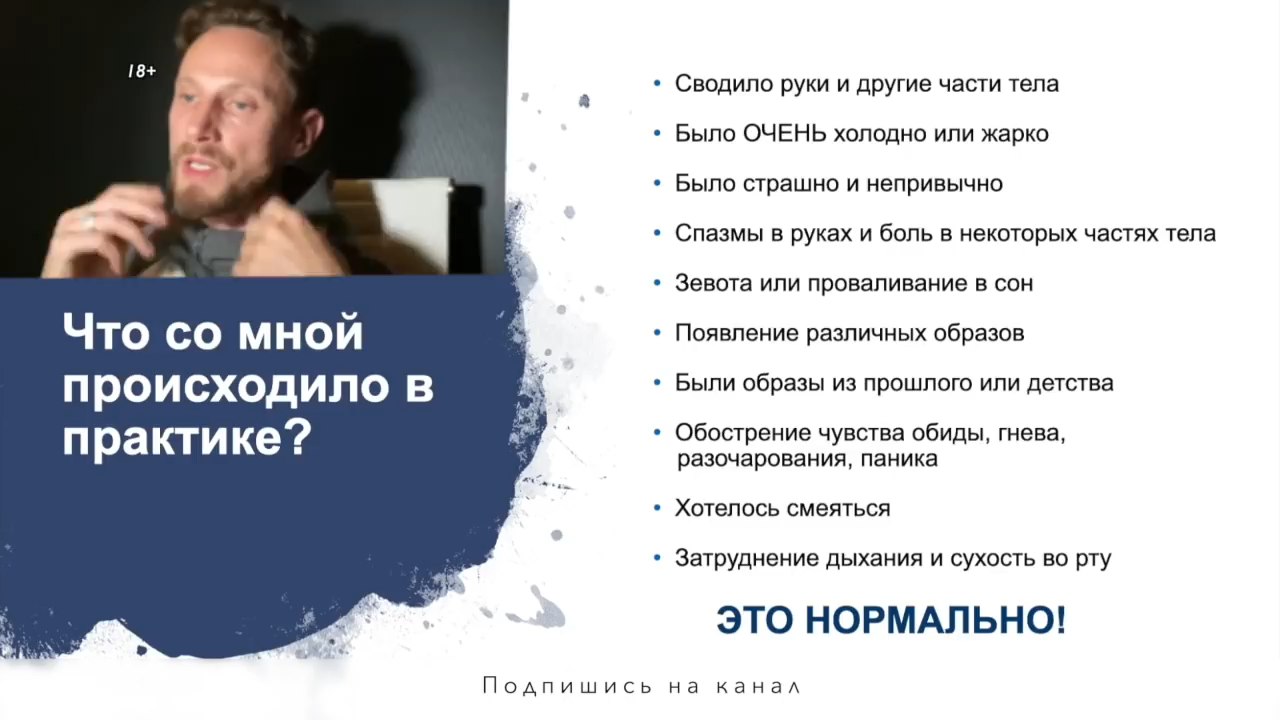 18+
Что со мной
происходило в
практике?
• Сводило руки и другие части тела
• Было ОЧЕНЬ холодно или жарко
• Было страшно и непривычно
• Спазмы в руках и боль в некоторых частях тела
• Зевота или проваливание в сон
• Появление различных образов
• Были образы из прошлого или детства
• Обострение чувства обиды, гнева,
разочарования, паника
• Хотелось смеяться
• Затруднение дыхания и сухость во рту
ЭТО НОРМАЛЬНО!
Подпишись на канал